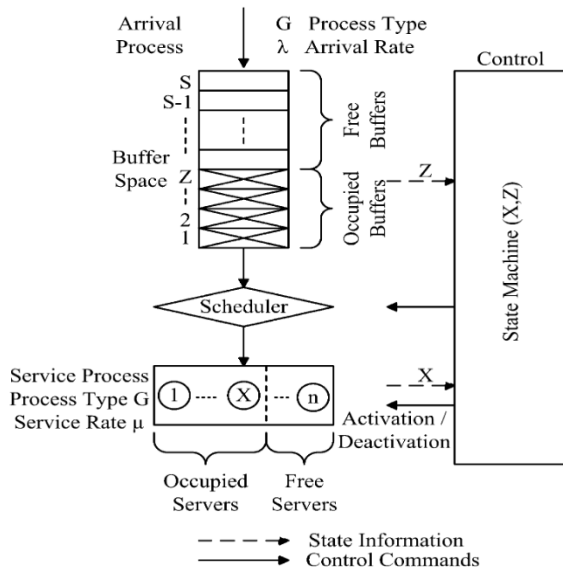 Arrival
Process
G Process Type
λ Arrival Rate
Control
S
S-1
Buffer
Space
Z
2
1
Free
Buffers
Occupied
Buffers
Z
State Machine (X,Z)
Scheduler
Service Process
Process Type G
Service Rate μ
1 ---- X ---- n
X
Activation /
Deactivation
Occupied
Servers
Free
Servers
State Information
Control Commands